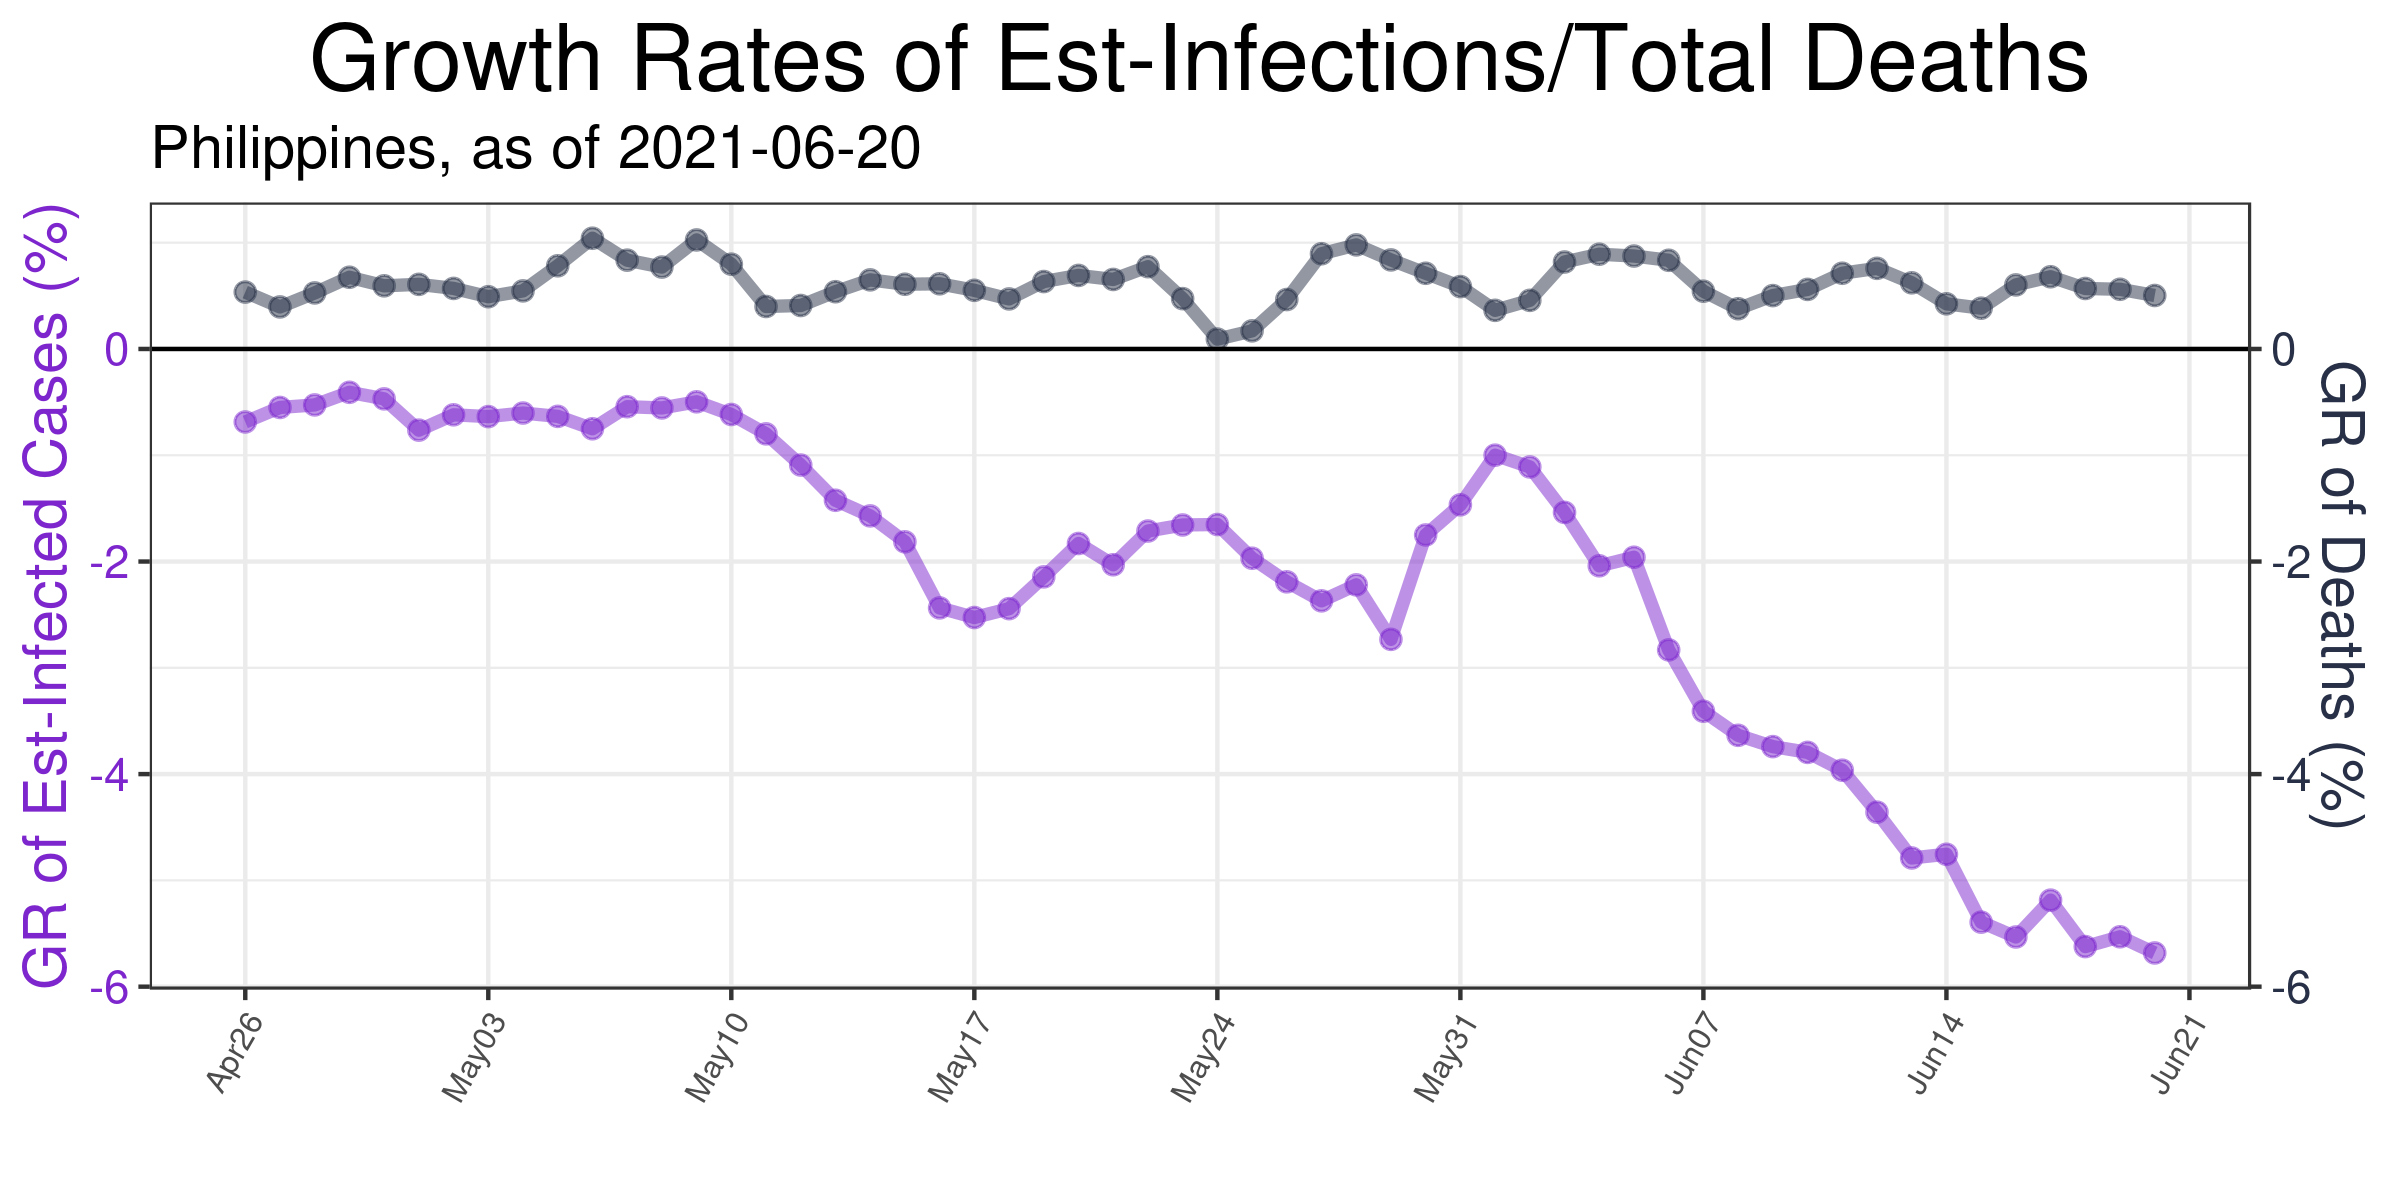 Growth Rates of Est-Infections/Total Deaths
Philippines, as of 2021-06-20
GR of Est-Infected Cases (%)
0
-2
-4
-6
0
-2
-4
-6
GR of Deaths (%)
Apr26
May03
May10
May17
May24
May31
Jun07
Jun14
Jun21